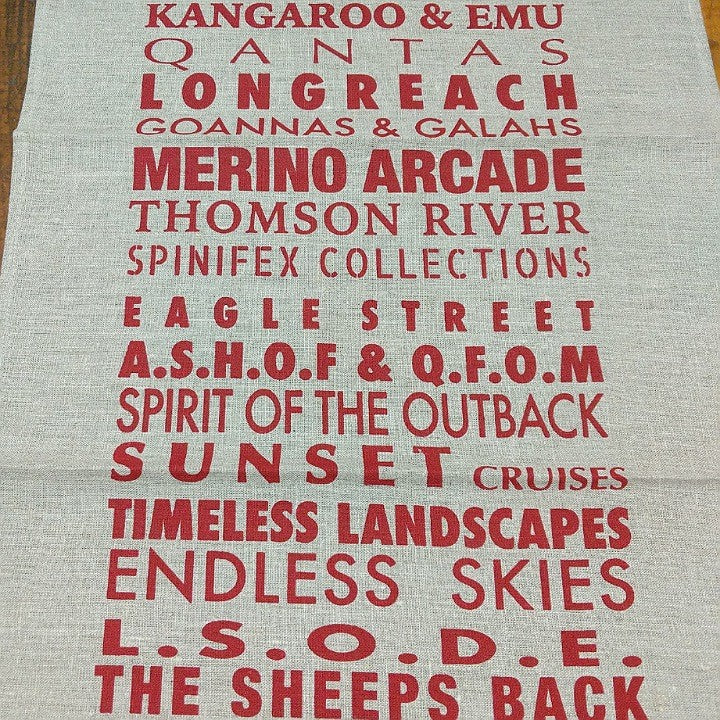 KANGAROO & EMU
QANTAS
LONGREACH
GOANNAS & GALAHS
MERINO ARCADE
THOMSON RIVER
SPINIFEX COLLECTIONS
EAGLE STREET
A.S.H.O.F & Q.F.O.M
SPIRIT OF THE OUTBACK
SUNSET CRUISES
TIMELESS LANDSCAPES
ENDLESS SKIES
L.S.O.D.E.
THE SHEEPS BACK